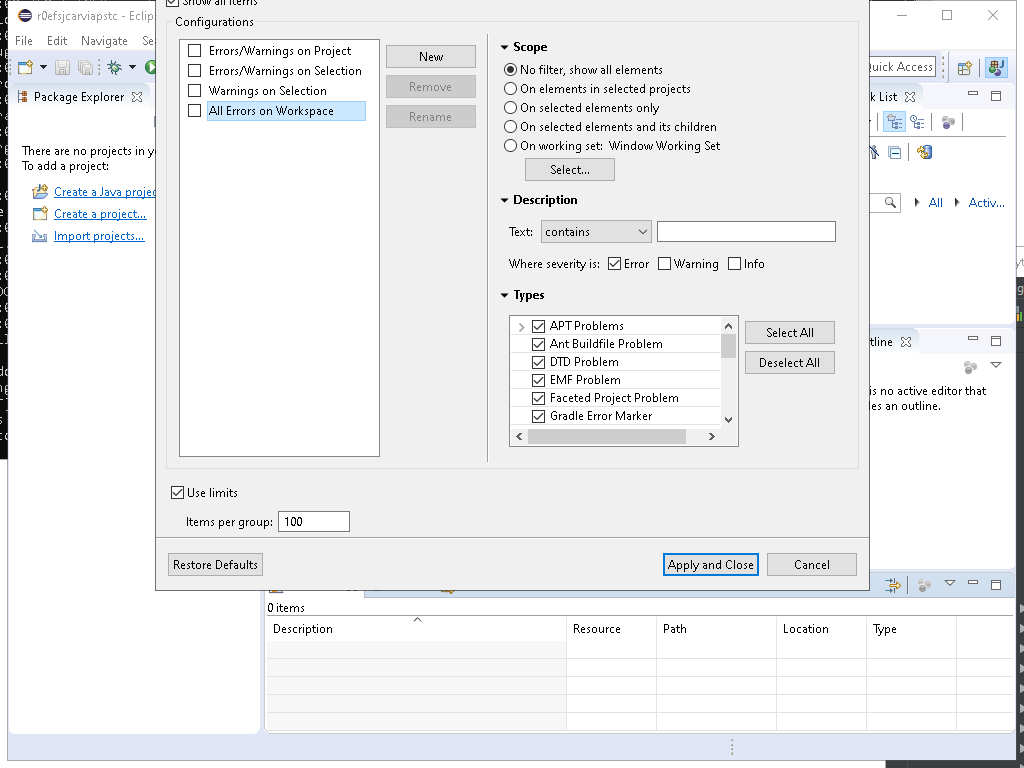 r0efsjcarviapstc - Eclips
Show all items
File Edit Navigate Se
Configurations
Errors/Warnings on Project
Errors/Warnings on Selection
Warnings on Selection
All Errors on Workspace
New
Remove
Rename
Scope
No filter, show all elements
On elements in selected projects
On selected elements only
On selected elements and its children
On working set: Window Working Set
Select...
Description
Text: contains
Where severity is: Error Warning Info
Types
APT Problems
Ant Buildfile Problem
DTD Problem
EMF Problem
Faceted Project Problem
Gradle Error Marker
Select All
Deselect All
Use limits
Items per group: 100
Restore Defaults
Apply and Close
Cancel
Quick Access
Package Explorer
There are no projects in y
To add a project:
Create a Java projec
Create a project...
Import projects...
k List
All Activ...
tline
is no active editor that
des an outline.
0 items
Description Resource Path Location Type